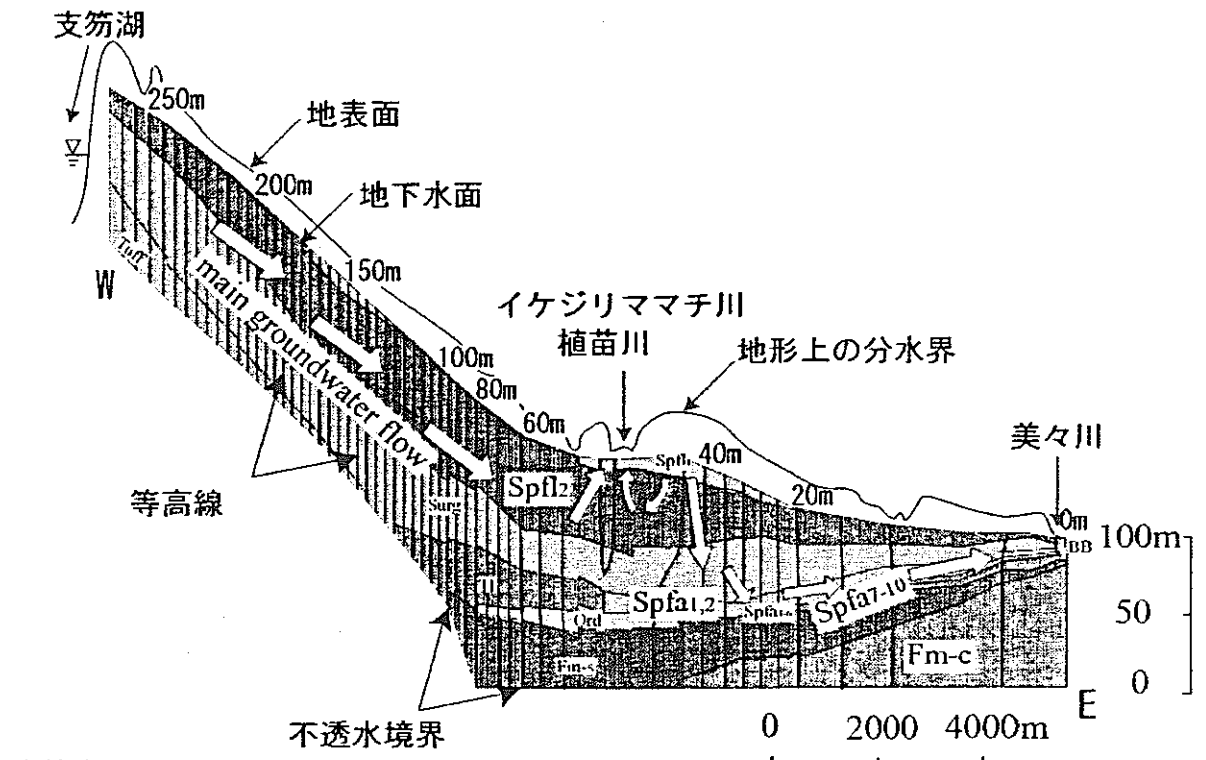 支笏湖
250m
地表面
200m
地下水面
150m
W
Tuff
main groundwater flow
イケジリママチ川
植苗川
地形上の分水界
100m
80m
60m
Spfl₁
40m
美々川
Spfl₂
20m
等高線
Surg
0m
BB
100m
Spfa₁,₂
Spfa₇₋₁₀
50
Fm-c
0
E
不透水境界
0 2000 4000m